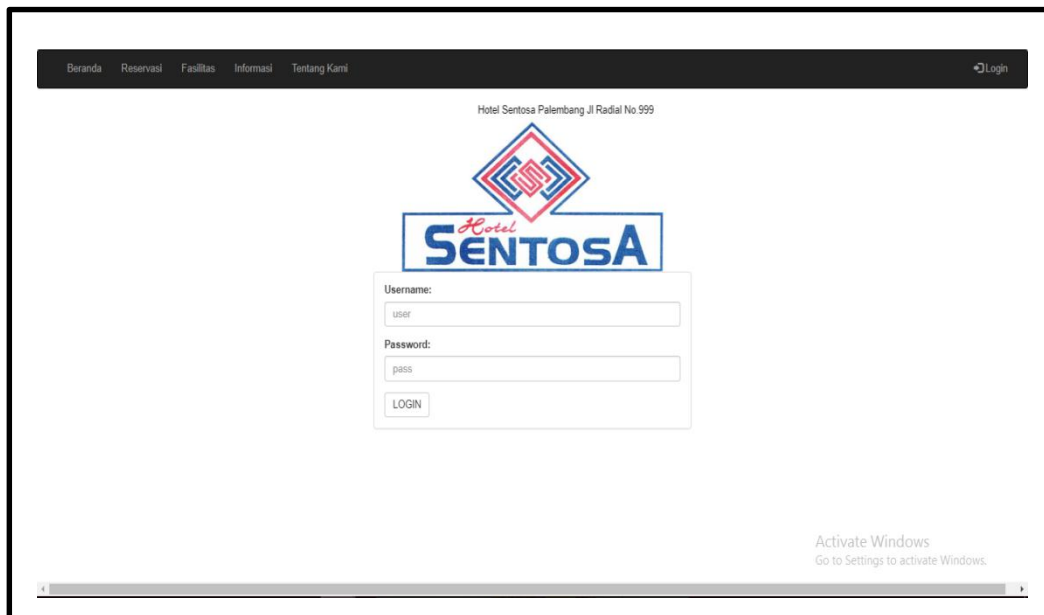 Beranda Reservasi Fasilitas Informasi Tentang Kami Login
Hotel Sentosa Palembang Jl Radial No.999
Hotel
SENTOSA
Username:
user
Password:
pass
LOGIN
Activate Windows
Go to Settings to activate Windows.